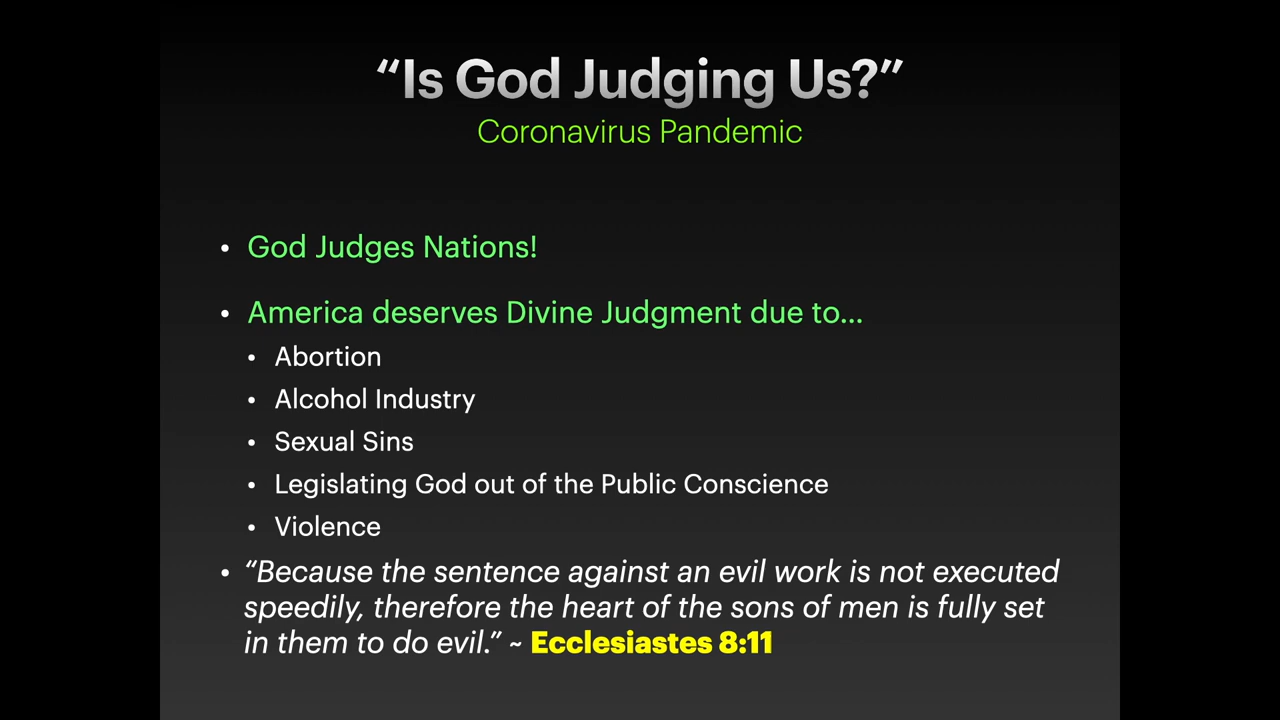 “Is God Judging Us?”
Coronavirus Pandemic
• God Judges Nations!
• America deserves Divine Judgment due to...
• Abortion
• Alcohol Industry
• Sexual Sins
• Legislating God out of the Public Conscience
• Violence
• “Because the sentence against an evil work is not executed
speedily, therefore the heart of the sons of men is fully set
in them to do evil.” ~ Ecclesiastes 8:11